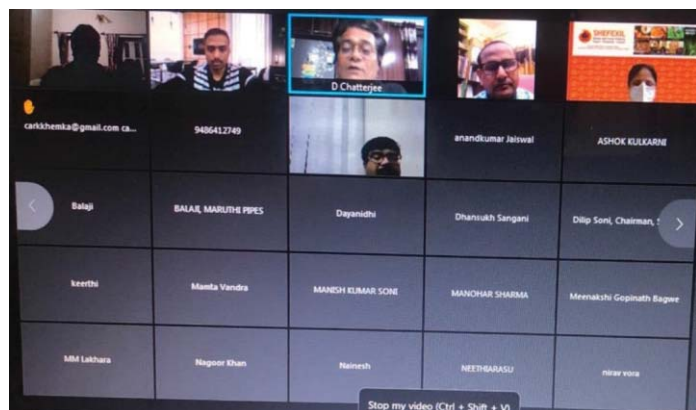 SHEFEXIL
D Chatterjee
carkkhemka@gmail.com ca...
9486412749
anandkumar Jaiswal
ASHOK KULKARNI
Balaji
BALAJI, MARUTHI PIPES
Dayanidhi
Dhansukh Sangani
Dilip Soni, Chairman,
keerthi
Mamta Vandra
MANISH KUMAR SONI
MANOHAR SHARMA
Meenakshi Gopinath Bagwe
MM Lakhara
Nagoor Khan
Nainesh
NEETHIARASU
nirav vora
Stop my video (Ctrl + Shift + V)